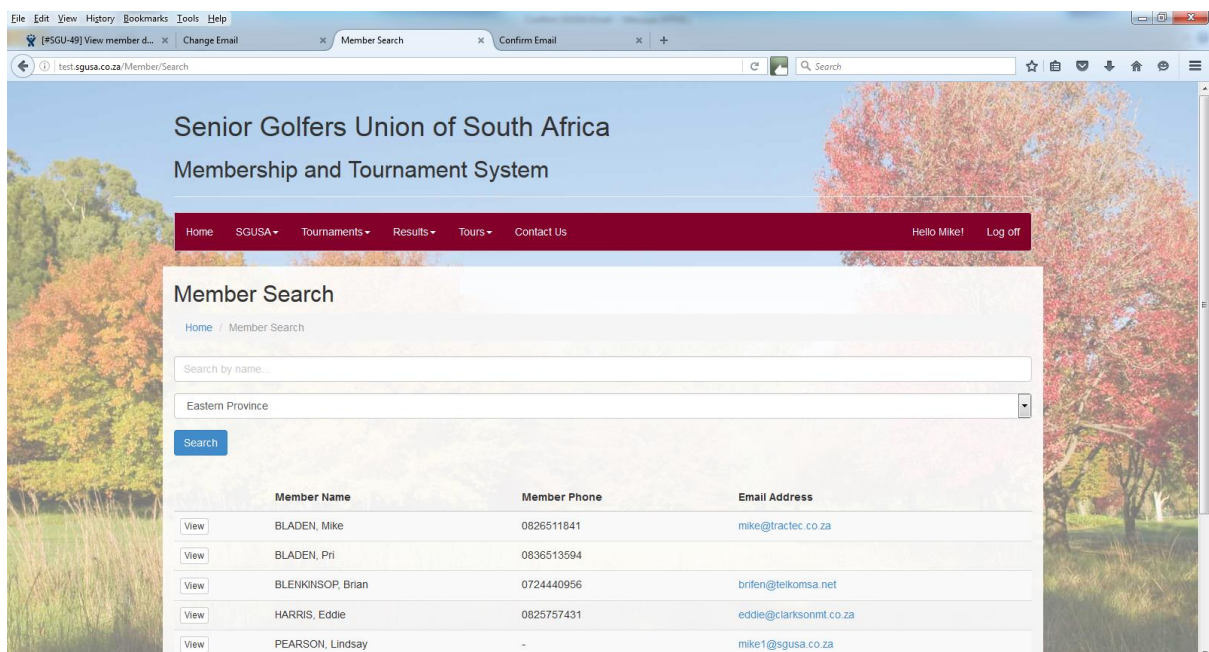 File Edit View History Bookmarks Tools Help
[#SGU-49] View member d... × Change Email × Member Search × Confirm Email × +
test.sgusa.co.za/Member/Search Search
Senior Golfers Union of South Africa
Membership and Tournament System
Home SGUSA Tournaments Results Tours Contact Us Hello Mike! Log off
Member Search
Home / Member Search
Search by name...
Eastern Province
Search
Member Name Member Phone Email Address
View BLADEN, Mike 0826511841 mike@tractec.co.za
View BLADEN, Pri 0836513594
View BLENKINSOP, Brian 0724440956 brifen@telkomsa.net
View HARRIS, Eddie 0825757431 eddie@clarksonmt.co.za
View PEARSON, Lindsay - mike1@sgusa.co.za